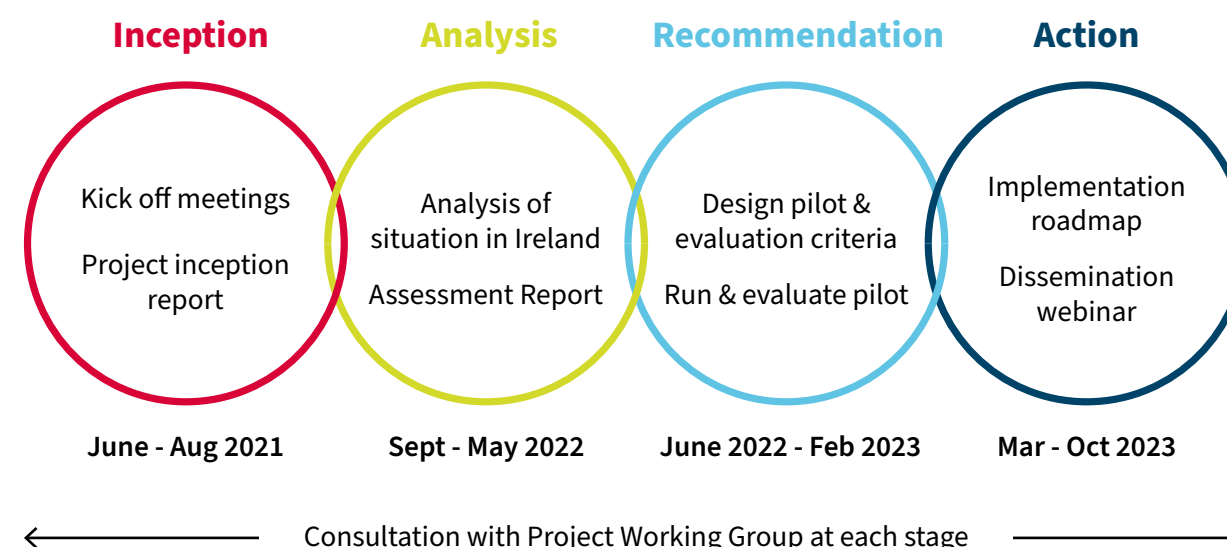 Inception
Analysis
Recommendation
Action
Kick off meetings
Project inception
report
Analysis of
situation in Ireland
Assessment Report
Design pilot &
evaluation criteria
Run & evaluate pilot
Implementation
roadmap
Dissemination
webinar
June - Aug 2021
Sept - May 2022
June 2022 - Feb 2023
Mar - Oct 2023
Consultation with Project Working Group at each stage